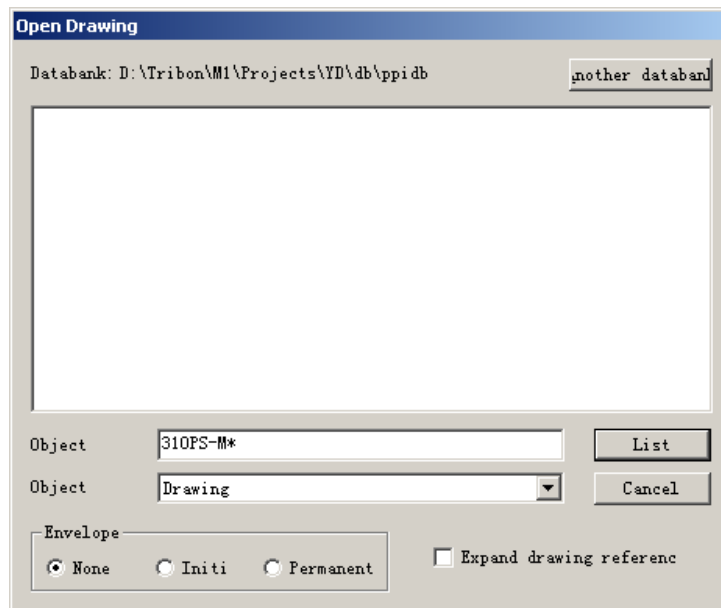 Open Drawing
Databank: D:\Tribon\M1\Projects\YD\db\ppidb
nother databan
Object
310PS-M*
List
Object
Drawing
Cancel
Envelope
None
Initi
Permanent
Expand drawing referenc